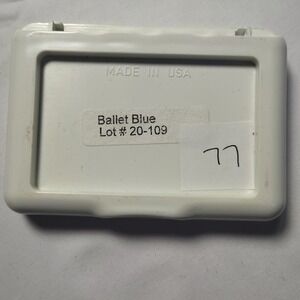 MADE IN USA
Ballet Blue
Lot # 20-109
77